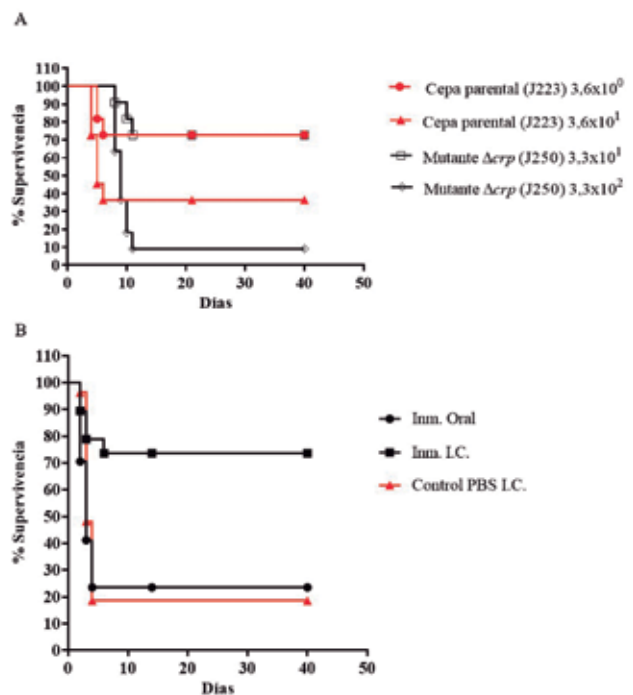 A
110
100
90
80
70
60
50
40
30
20
10
0
% Supervivencia
0 10 20 30 40 50
Dias
Cepa parental (J223) 3,6x10⁰
Cepa parental (J223) 3,6x10¹
Mutante Δcrp (J250) 3,3x10¹
Mutante Δcrp (J250) 3,3x10²
B
110
100
90
80
70
60
50
40
30
20
10
0
% Supervivencia
0 10 20 30 40 50
Dias
Inm. Oral
Inm. I.C.
Control PBS I.C.